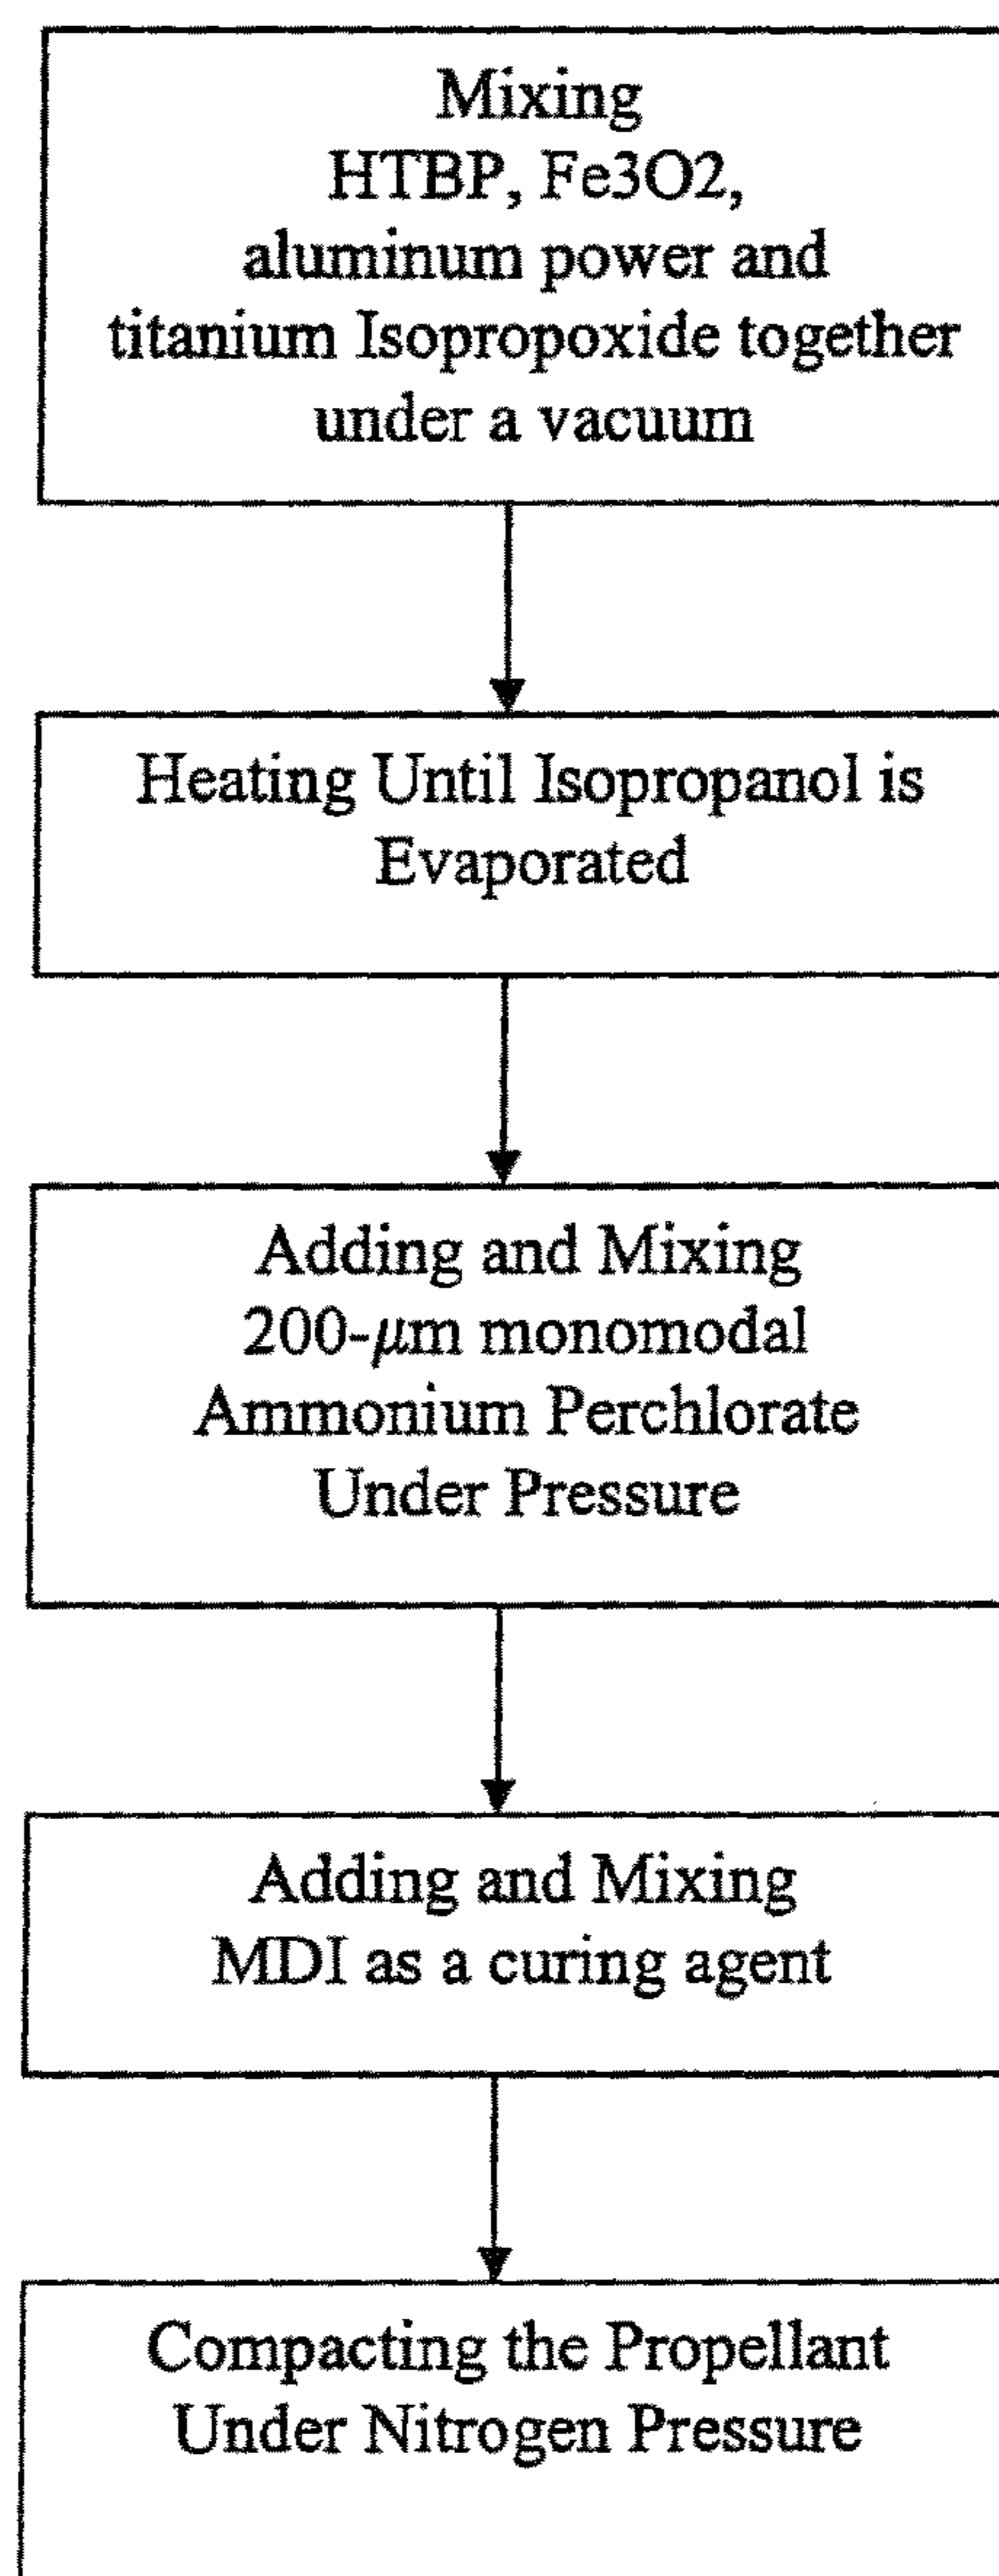 Mixing
HTBP, Fe3O2,
aluminum power and
titanium Isopropoxide together
under a vacuum
Heating Until Isopropanol is
Evaporated
Adding and Mixing
200-μm monomodal
Ammonium Perchlorate
Under Pressure
Adding and Mixing
MDI as a curing agent
Compacting the Propellant
Under Nitrogen Pressure